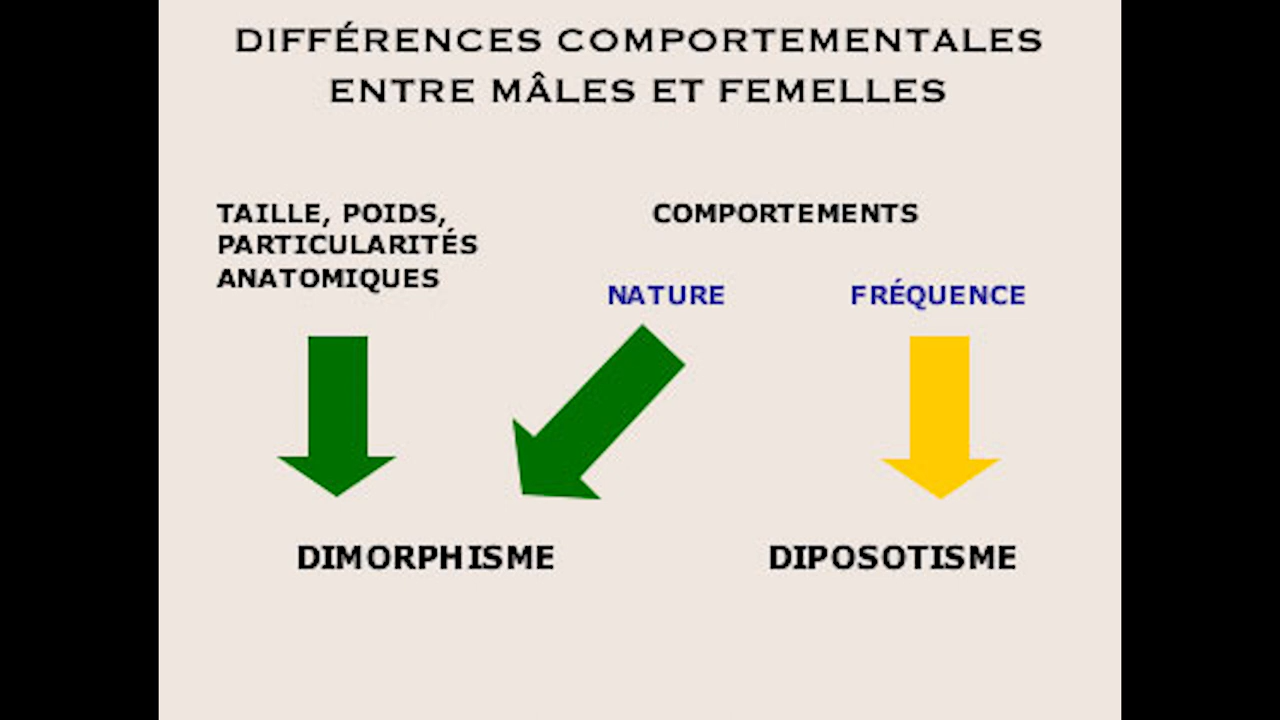 DIFFÉRENCES COMPORTEMENTALES
ENTRE MÂLES ET FEMELLES
TAILLE, POIDS,
PARTICULARITÉS
ANATOMIQUES
COMPORTEMENTS
NATURE
FRÉQUENCE
DIMORPHISME
DIPOSOTISME